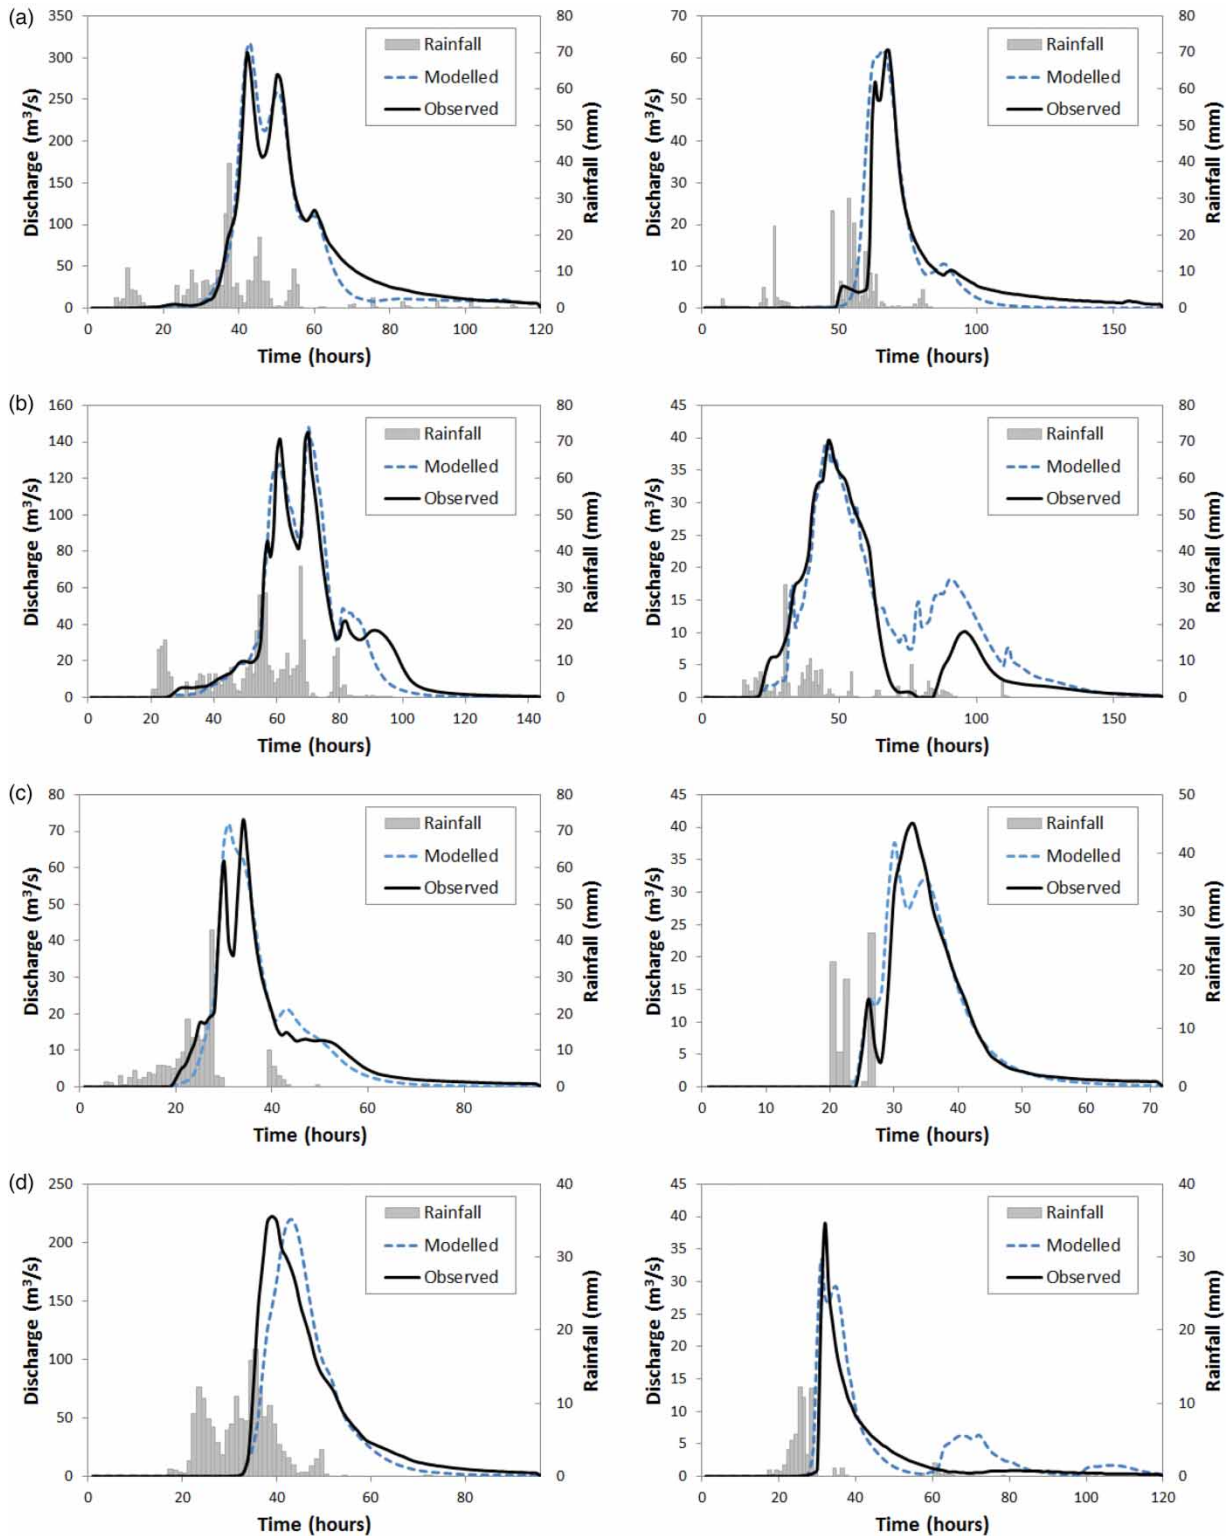 (a)
350 300 250 200 150 100 50 0
Discharge (m³/s)
80 70 60 50 40 30 20 10 0
Rainfall (mm)
Rainfall
Modelled
Observed
0 20 40 60 80 100 120
Time (hours)
70 60 50 40 30 20 10 0
Discharge (m³/s)
80 70 60 50 40 30 20 10 0
Rainfall (mm)
Rainfall
Modelled
Observed
0 50 100 150
Time (hours)
(b)
160 140 120 100 80 60 40 20 0
Discharge (m³/s)
80 70 60 50 40 30 20 10 0
Rainfall (mm)
Rainfall
Modelled
Observed
0 20 40 60 80 100 120 140
Time (hours)
45 40 35 30 25 20 15 10 5 0
Discharge (m³/s)
80 70 60 50 40 30 20 10 0
Rainfall (mm)
Rainfall
Modelled
Observed
0 50 100 150
Time (hours)
(c)
80 70 60 50 40 30 20 10 0
Discharge (m³/s)
80 70 60 50 40 30 20 10 0
Rainfall (mm)
Rainfall
Modelled
Observed
0 20 40 60 80
Time (hours)
45 40 35 30 25 20 15 10 5 0
Discharge (m³/s)
50 40 30 20 10 0
Rainfall (mm)
Rainfall
Modelled
Observed
0 10 20 30 40 50 60 70
Time (hours)
(d)
250 200 150 100 50 0
Discharge (m³/s)
40 30 20 10 0
Rainfall (mm)
Rainfall
Modelled
Observed
0 20 40 60 80
Time (hours)
45 40 35 30 25 20 15 10 5 0
Discharge (m³/s)
40 30 20 10 0
Rainfall (mm)
Rainfall
Modelled
Observed
0 20 40 60 80 100 120
Time (hours)